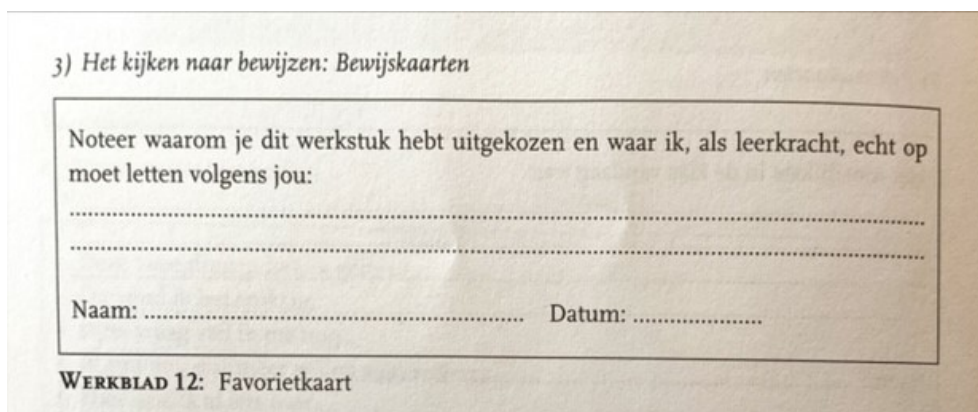 3) Het kijken naar bewijzen: Bewijskaarten
Noteer waarom je dit werkstuk hebt uitgekozen en waar ik, als leerkracht, echt op
moet letten volgens jou:
................................................................................
................................................................................
Naam: ............................................ Datum: ......................
WERKBLAD 12: Favorietkaart